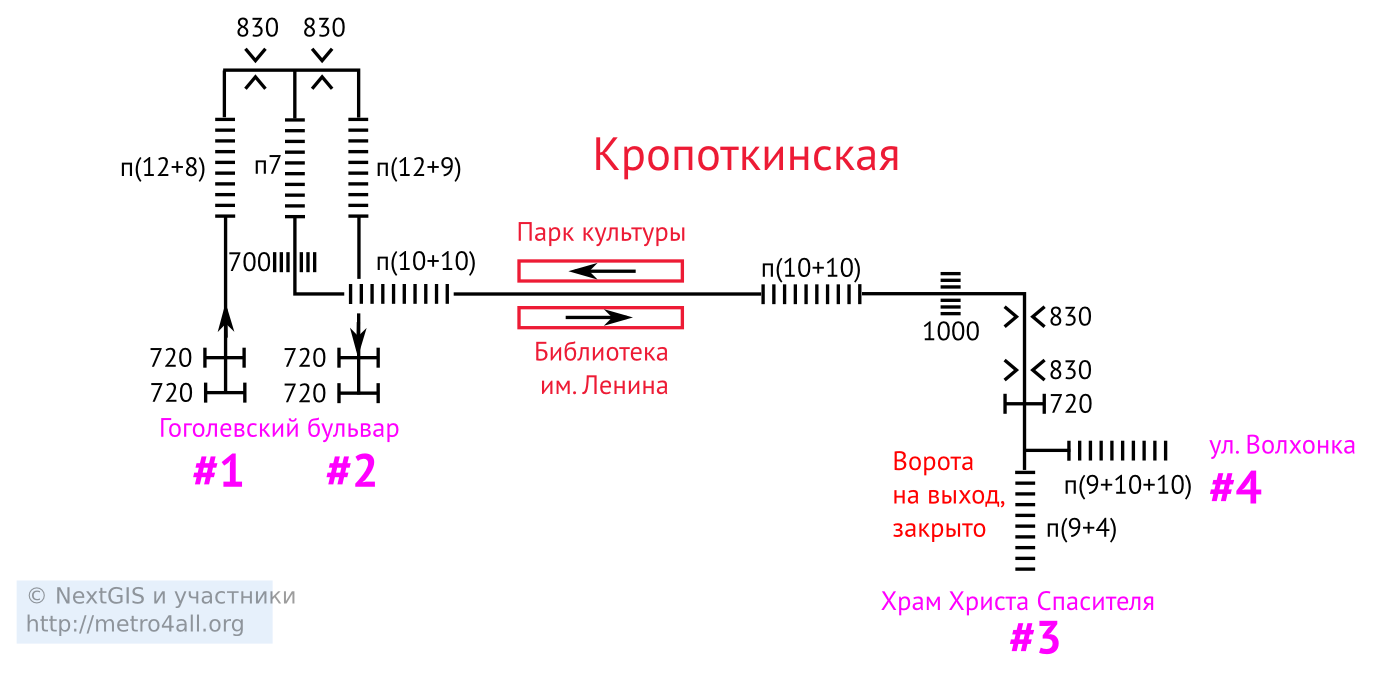 830 830
п(12+8) п7 п(12+9)
Кропоткинская
Парк культуры
700 п(10+10) п(10+10)
830
1000
Библиотека
им. Ленина
720 720 830
720 720 720
Гоголевский бульвар
#1 #2
ул. Волхонка
#4
Ворота
на выход,
закрыто
п(9+10+10)
п(9+4)
Храм Христа Спасителя
#3
© NextGIS и участники
http://metro4all.org